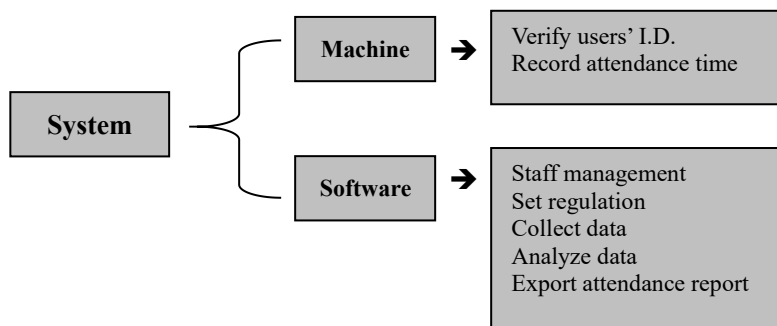 System
Machine
Verify users’ I.D.
Record attendance time
Software
Staff management
Set regulation
Collect data
Analyze data
Export attendance report